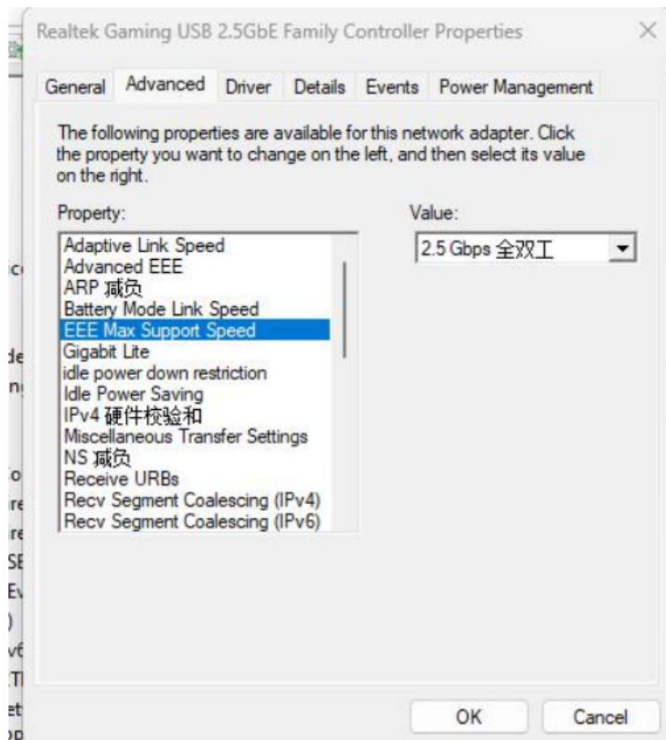 Realtek Gaming USB 2.5GbE Family Controller Properties
General Advanced Driver Details Events Power Management
The following properties are available for this network adapter. Click
the property you want to change on the left, and then select its value
on the right.
Property:
Value:
Adaptive Link Speed
Advanced EEE
ARP 减负
Battery Mode Link Speed
EEE Max Support Speed
Gigabit Lite
idle power down restriction
Idle Power Saving
IPv4 硬件校验和
Miscellaneous Transfer Settings
NS 减负
Receive URBs
Recv Segment Coalescing (IPv4)
Recv Segment Coalescing (IPv6)
2.5 Gbps 全双工
OK Cancel